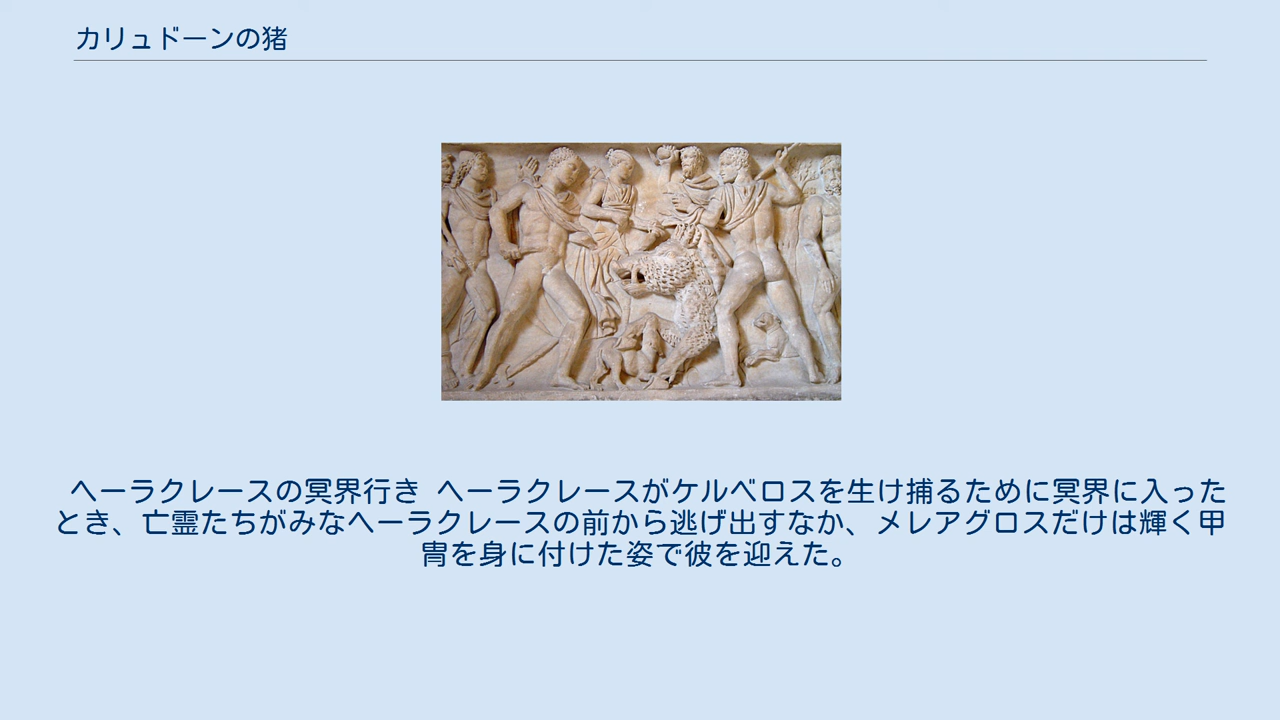 カリュドーンの猪
ヘーラクレースの冥界行き ヘーラクレースがケルベロスを生け捕るために冥界に入った
とき、亡霊たちがみなヘーラクレースの前から逃げ出すなか、メレアグロスだけは輝く甲
冑を身に付けた姿で彼を迎えた。